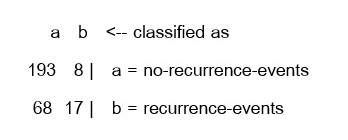 a b <-- classified as
193 8 | a = no-recurrence-events
68 17 | b = recurrence-events